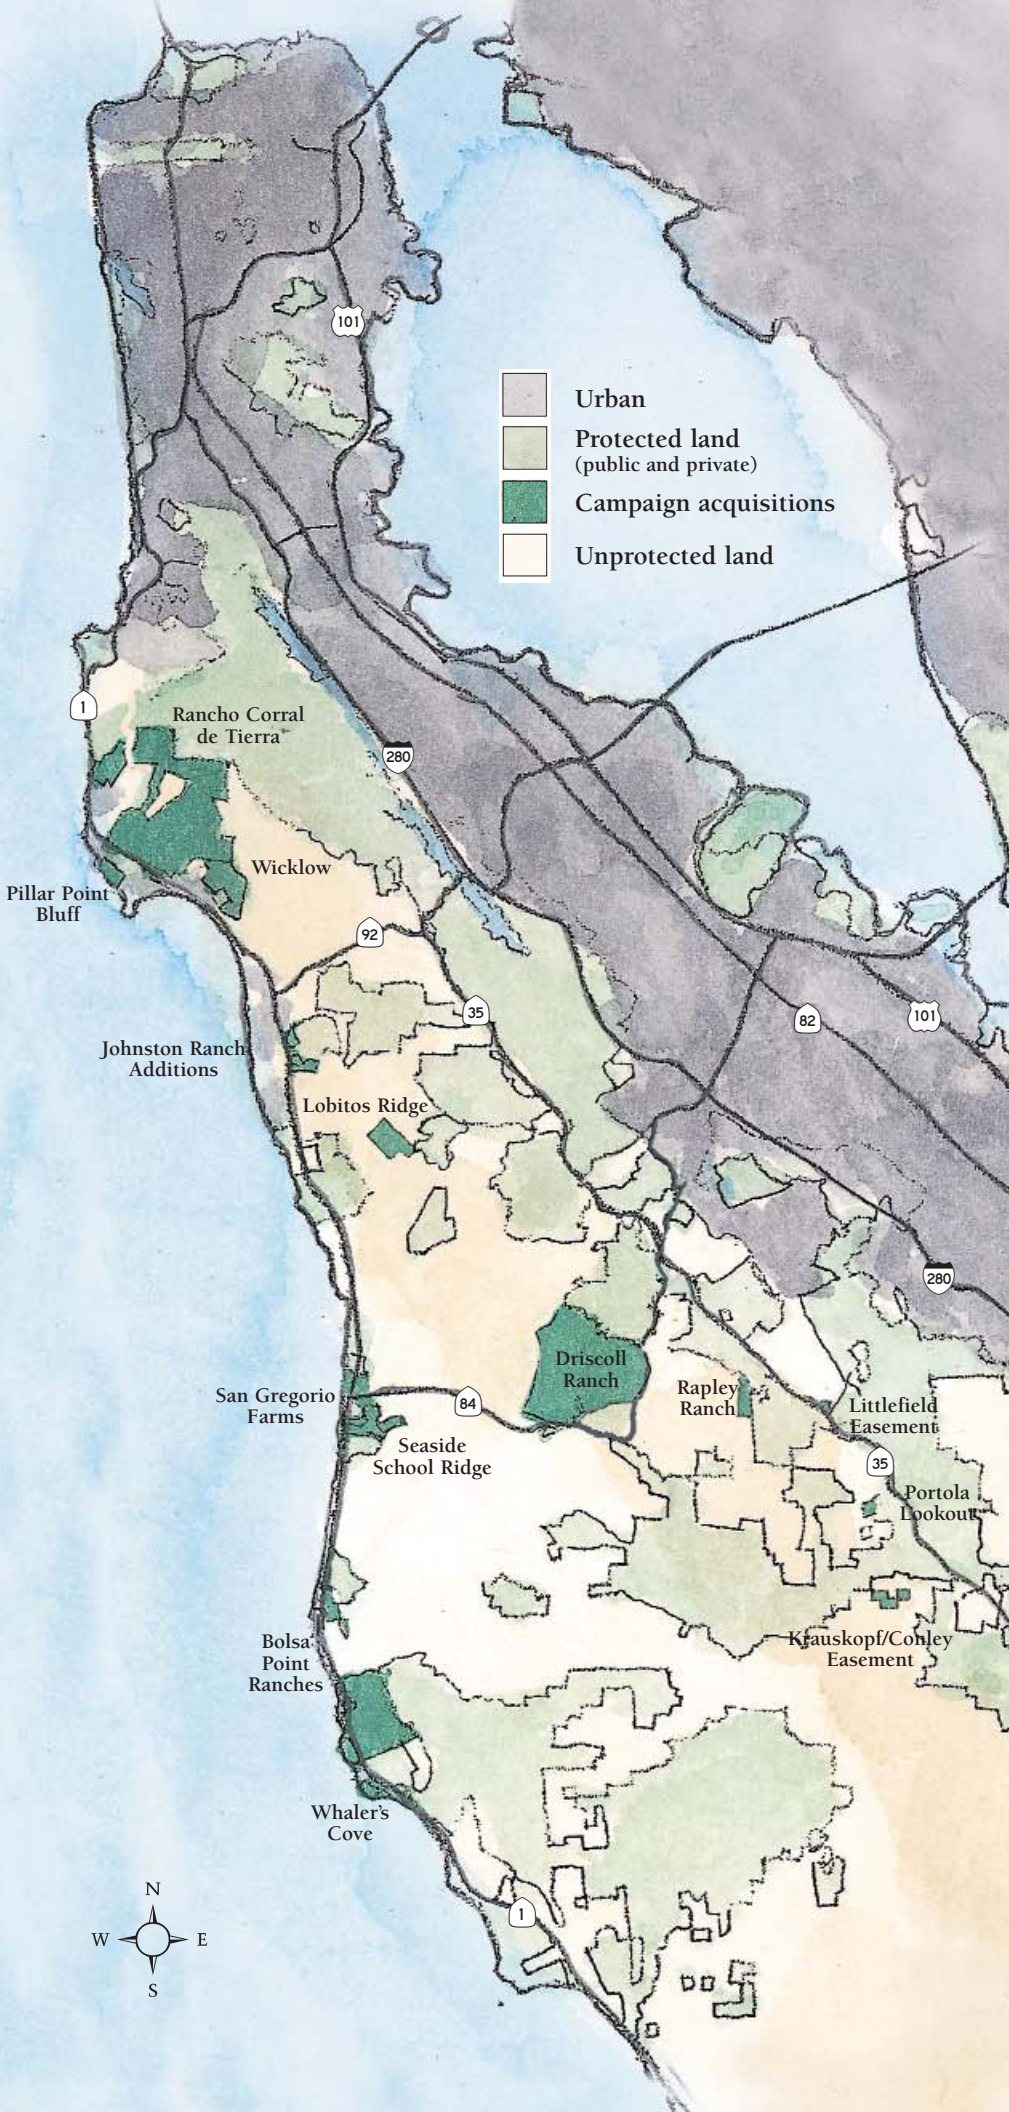 101
Urban
Protected land
(public and private)
Campaign acquisitions
Unprotected land
1
Rancho Corral
de Tierra
280
Wicklow
Pillar Point
Bluff
92
35
82
101
Johnston Ranch
Additions
Lobitos Ridge
280
Driscoll
Ranch
San Gregorio
Farms
84
Rapley
Ranch
Littlefield
Easement
Seaside
School Ridge
35
Portola
Lookout
Bolsa
Point
Ranches
Krauskopf/Conley
Easement
Whaler's
Cove
1
N
W
E
S